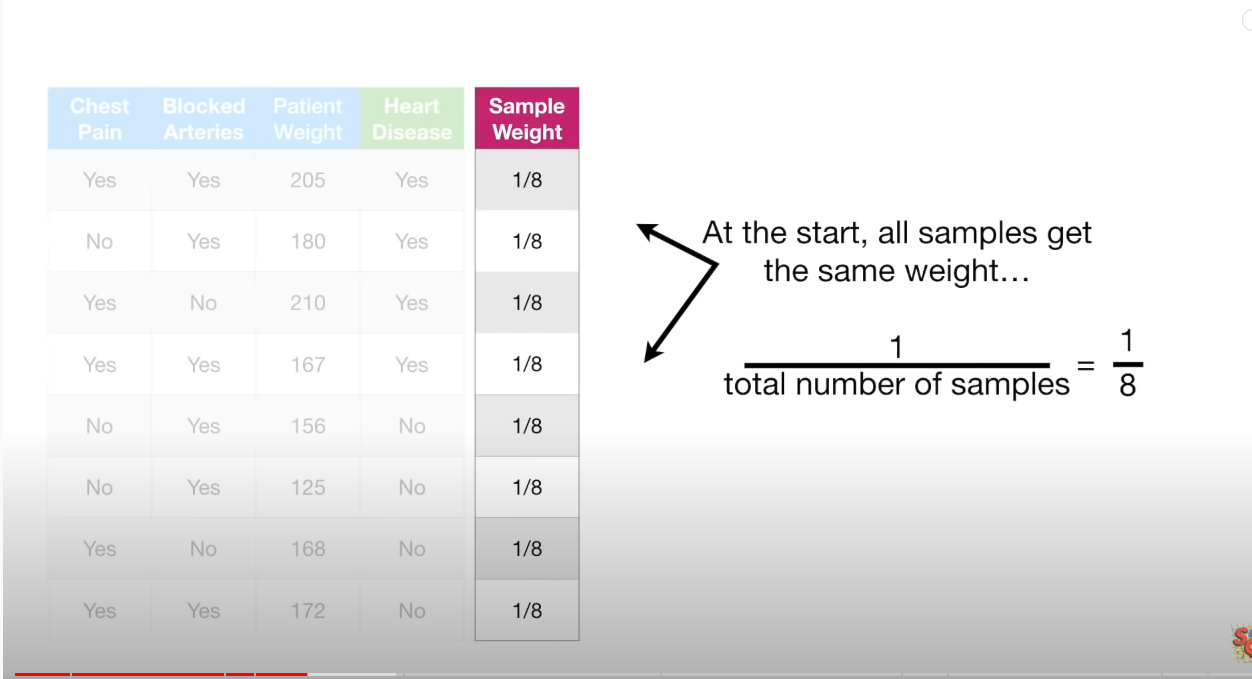 Chest Pain Blocked Arteries Patient Weight Heart Disease Sample Weight
Yes Yes 205 Yes 1/8
No Yes 180 Yes 1/8
Yes No 210 Yes 1/8
Yes Yes 167 Yes 1/8
No Yes 156 No 1/8
No Yes 125 No 1/8
Yes No 168 No 1/8
Yes Yes 172 No 1/8
At the start, all samples get
the same weight…
1
total number of samples
=
1
8